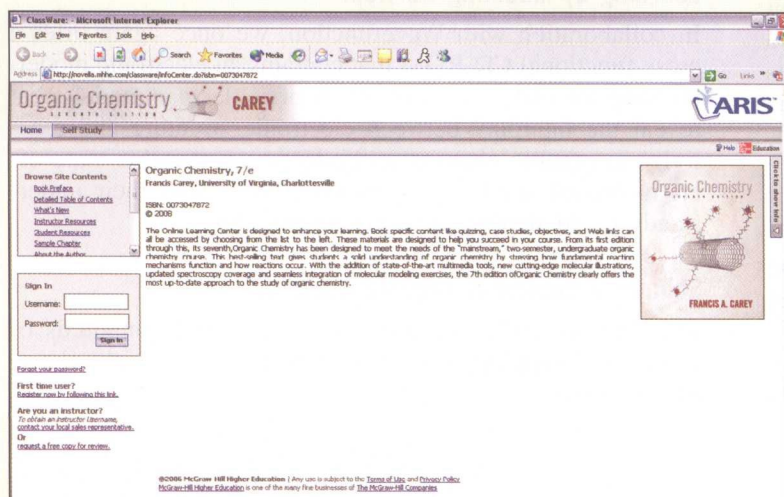 ClassWare: - Microsoft Internet Explorer
File Edit View Favorites Tools Help
Back Search Favorites Media
Address http://novella.mhhe.com/classware/infoCenter.do?isbn=0073047872 Go Links »
Organic Chemistry. CAREY
SEVENTH EDITION
ARIS™
Home Self Study
Help Education
Click to show info
Browse Site Contents
Book Preface
Detailed Table of Contents
What's New
Instructor Resources
Student Resources
Sample Chapter
About the Author
Sign In
Username:
Password:
Sign In
Forgot your password?
First time user?
Register now by following this link.
Are you an instructor?
To obtain an Instructor Username,
contact your local sales representative.
Or
request a free copy for review.
Organic Chemistry, 7/e
Francis Carey, University of Virginia, Charlottesville
ISBN: 0073047872
© 2008
The Online Learning Center is designed to enhance your learning. Book specific content like quizzing, case studies, objectives, and Web links can
all be accessed by choosing from the list to the left. These materials are designed to help you succeed in your course. From its first edition
through this, its seventh,Organic Chemistry has been designed to meet the needs of the "mainstream," two-semester, undergraduate organic
chemistry course. This best-selling text gives students a solid understanding of organic chemistry by stressing how fundamental reaction
mechanisms function and how reactions occur. With the addition of state-of-the-art multimedia tools, new cutting-edge molecular illustrations,
updated spectroscopy coverage and seamless integration of molecular modeling exercises, the 7th edition ofOrganic Chemistry clearly offers the
most up-to-date approach to the study of organic chemistry.
Organic Chemistry
SEVENTH EDITION
FRANCIS A. CAREY
©2006 McGraw-Hill Higher Education | Any use is subject to the Terms of Use and Privacy Policy
McGraw-Hill Higher Education is one of the many fine businesses of The McGraw-Hill Companies